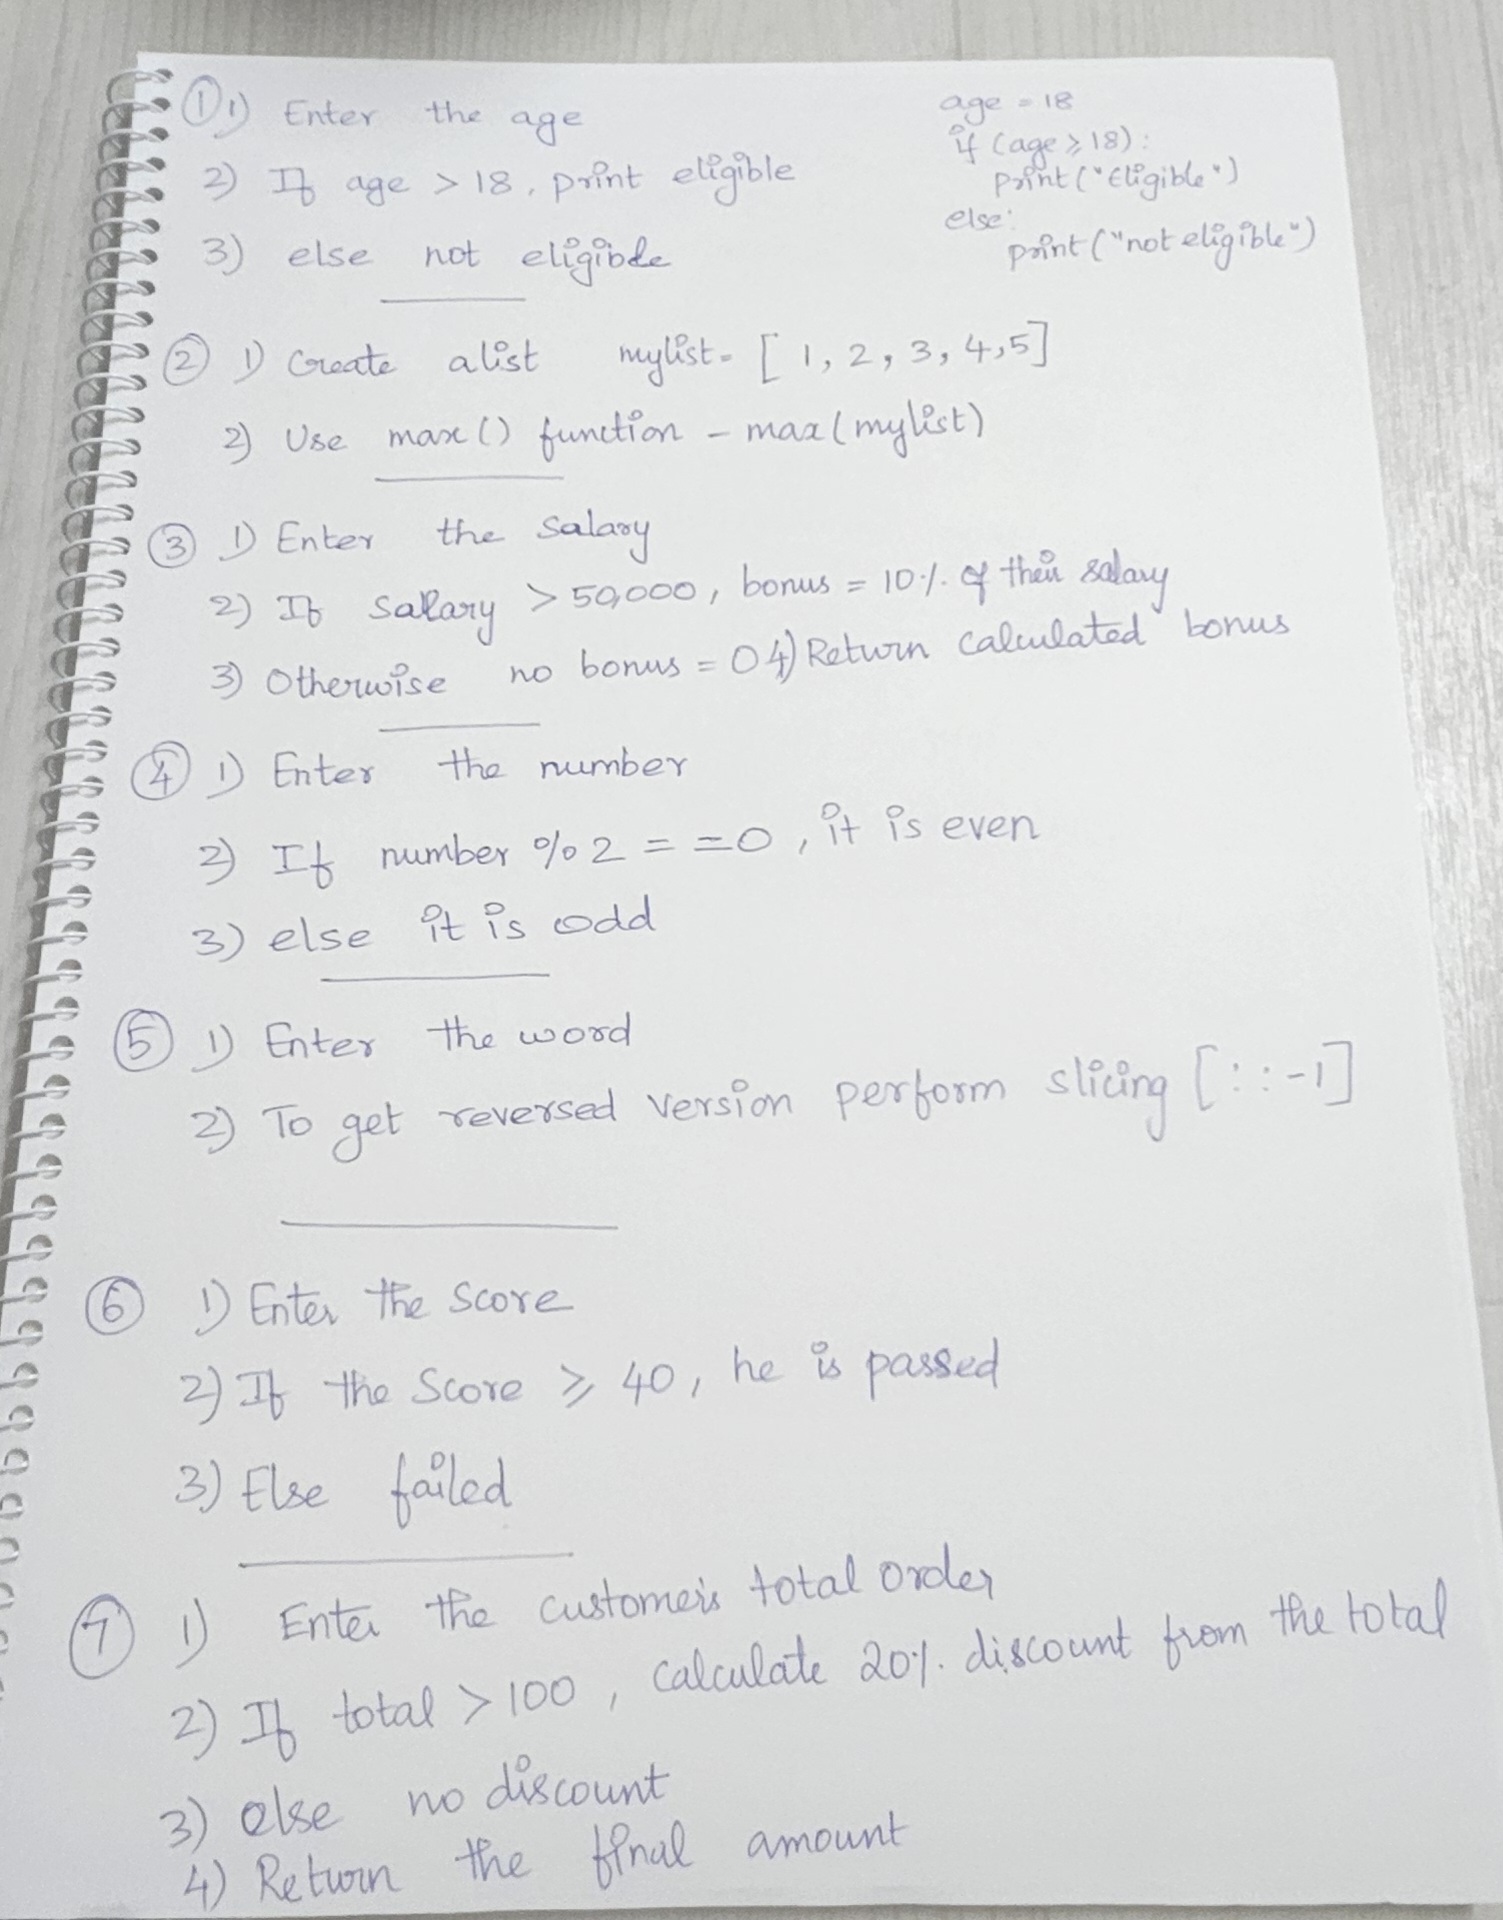 ① 1) Enter the age
2) If age > 18, print eligible
3) else not eligible
age = 18
if (age ≥ 18):
print ("Eligible")
else:
print ("not eligible")
② 1) Create a list mylist = [1, 2, 3, 4, 5]
2) Use max() function - max(mylist)
③ 1) Enter the salary
2) If salary > 50,000, bonus = 10% of their salary
3) Otherwise no bonus = 0 4) Return calculated bonus
④ 1) Enter the number
2) If number % 2 = = 0, it is even
3) else it is odd
⑤ 1) Enter the word
2) To get reversed version perform slicing [: : -1]
⑥ 1) Enter the score
2) If the Score ≥ 40, he is passed
3) Else failed
⑦ 1) Enter the customer's total order
2) If total > 100, calculate 20% discount from the total
3) else no discount
4) Return the final amount